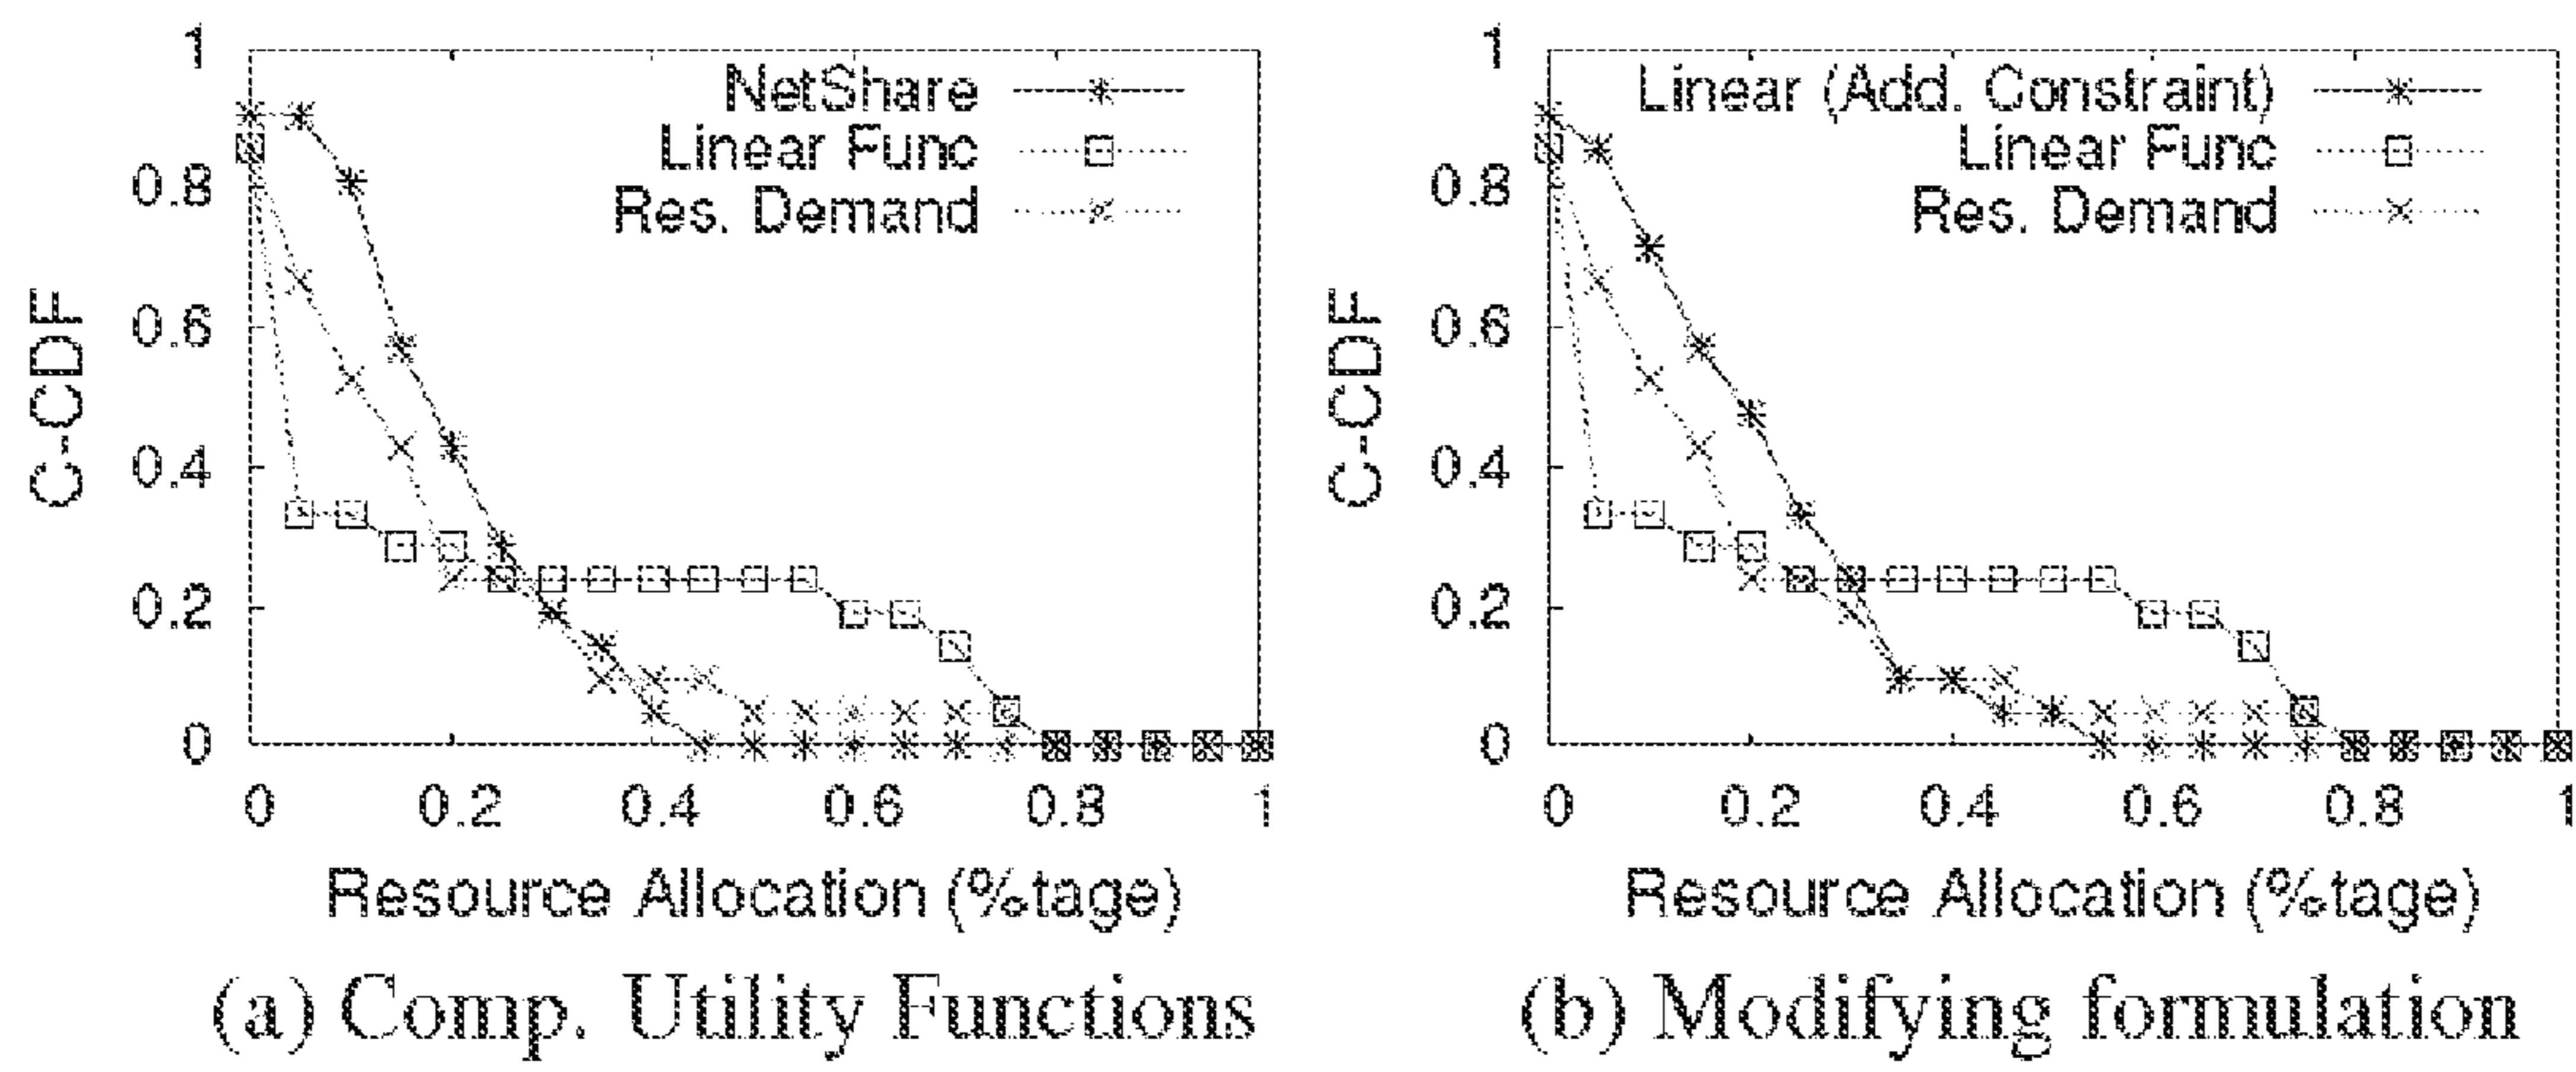 1
0.8
0.6
0.4
0.2
0
C-CDF
NetShare
Linear Func
Res. Demand
0 0.2 0.4 0.6 0.8 1
Resource Allocation (%tage)
(a) Comp. Utility Functions
1
0.8
0.6
0.4
0.2
0
C-CDF
Linear (Add. Constraint)
Linear Func
Res. Demand
0 0.2 0.4 0.6 0.8 1
Resource Allocation (%tage)
(b) Modifying formulation